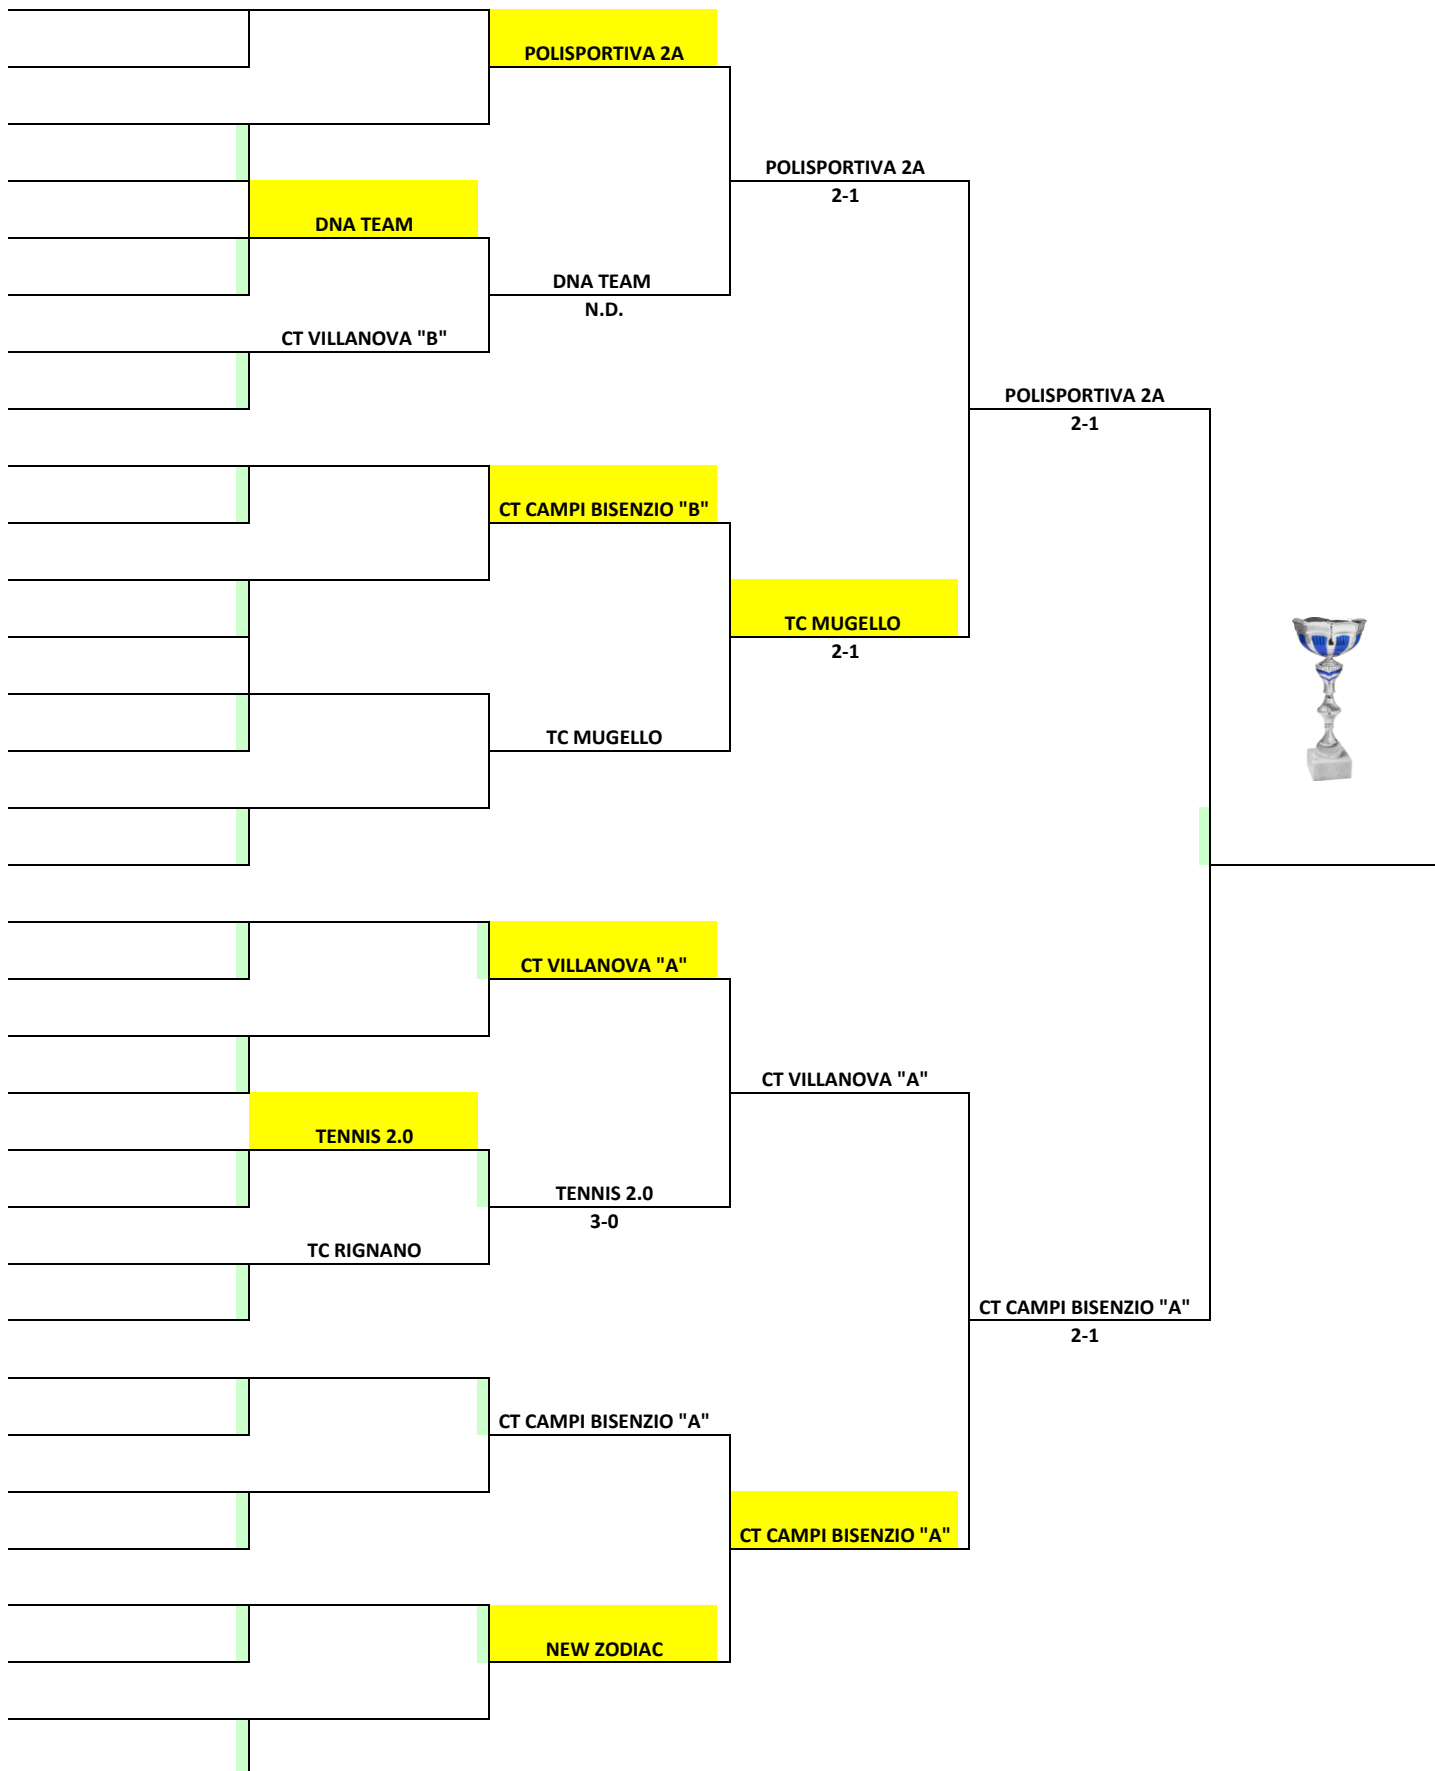 POLISPORTIVA 2A
POLISPORTIVA 2A
2-1
DNA TEAM
DNA TEAM
N.D.
CT VILLANOVA "B"
POLISPORTIVA 2A
2-1
CT CAMPI BISENZIO "B"
TC MUGELLO
2-1
TC MUGELLO
CT VILLANOVA "A"
CT VILLANOVA "A"
TENNIS 2.0
TENNIS 2.0
3-0
TC RIGNANO
CT CAMPI BISENZIO "A"
2-1
CT CAMPI BISENZIO "A"
CT CAMPI BISENZIO "A"
NEW ZODIAC